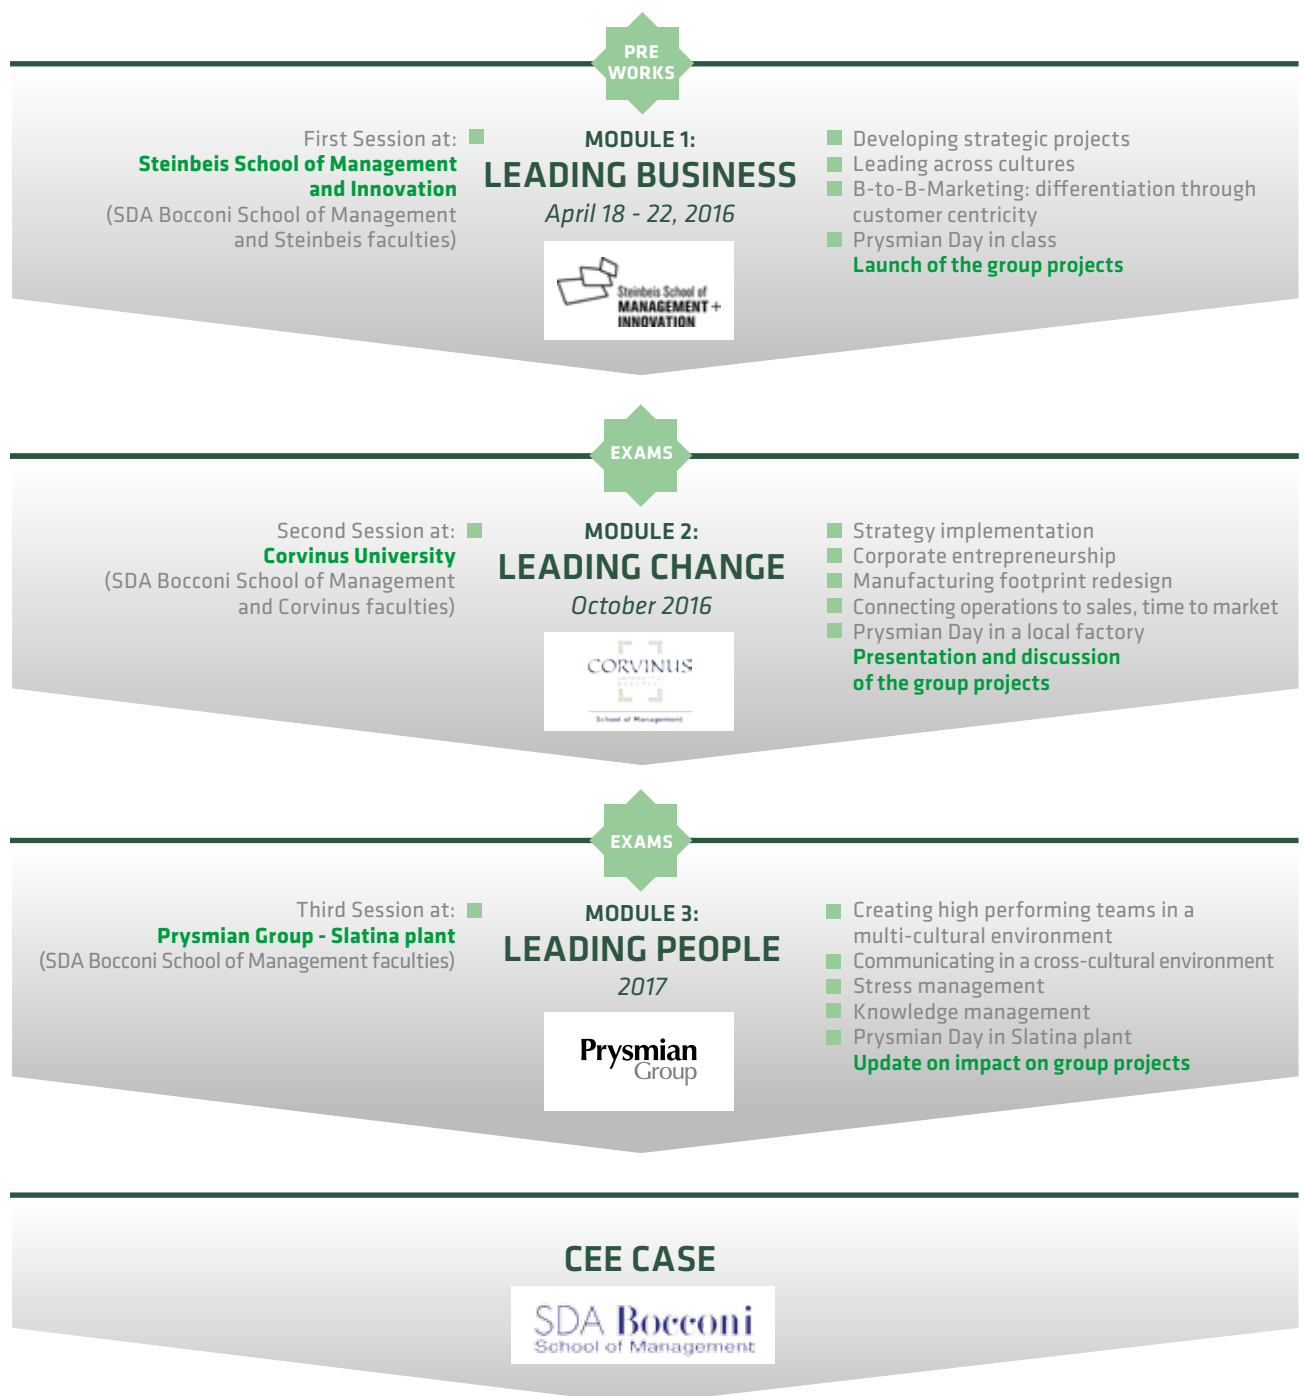 PRE
WORKS
First Session at:
Steinbeis School of Management
and Innovation
(SDA Bocconi School of Management
and Steinbeis faculties)
MODULE 1:
LEADING BUSINESS
April 18 - 22, 2016
Steinbeis School of
MANAGEMENT +
INNOVATION
Developing strategic projects
Leading across cultures
B-to-B-Marketing: differentiation through
customer centricity
Prysmian Day in class
Launch of the group projects
EXAMS
Second Session at:
Corvinus University
(SDA Bocconi School of Management
and Corvinus faculties)
MODULE 2:
LEADING CHANGE
October 2016
CORVINUS
School of Management
Strategy implementation
Corporate entrepreneurship
Manufacturing footprint redesign
Connecting operations to sales, time to market
Prysmian Day in a local factory
Presentation and discussion
of the group projects
EXAMS
Third Session at:
Prysmian Group - Slatina plant
(SDA Bocconi School of Management faculties)
MODULE 3:
LEADING PEOPLE
2017
Prysmian
Group
Creating high performing teams in a
multi-cultural environment
Communicating in a cross-cultural environment
Stress management
Knowledge management
Prysmian Day in Slatina plant
Update on impact on group projects
CEE CASE
SDA Bocconi
School of Management